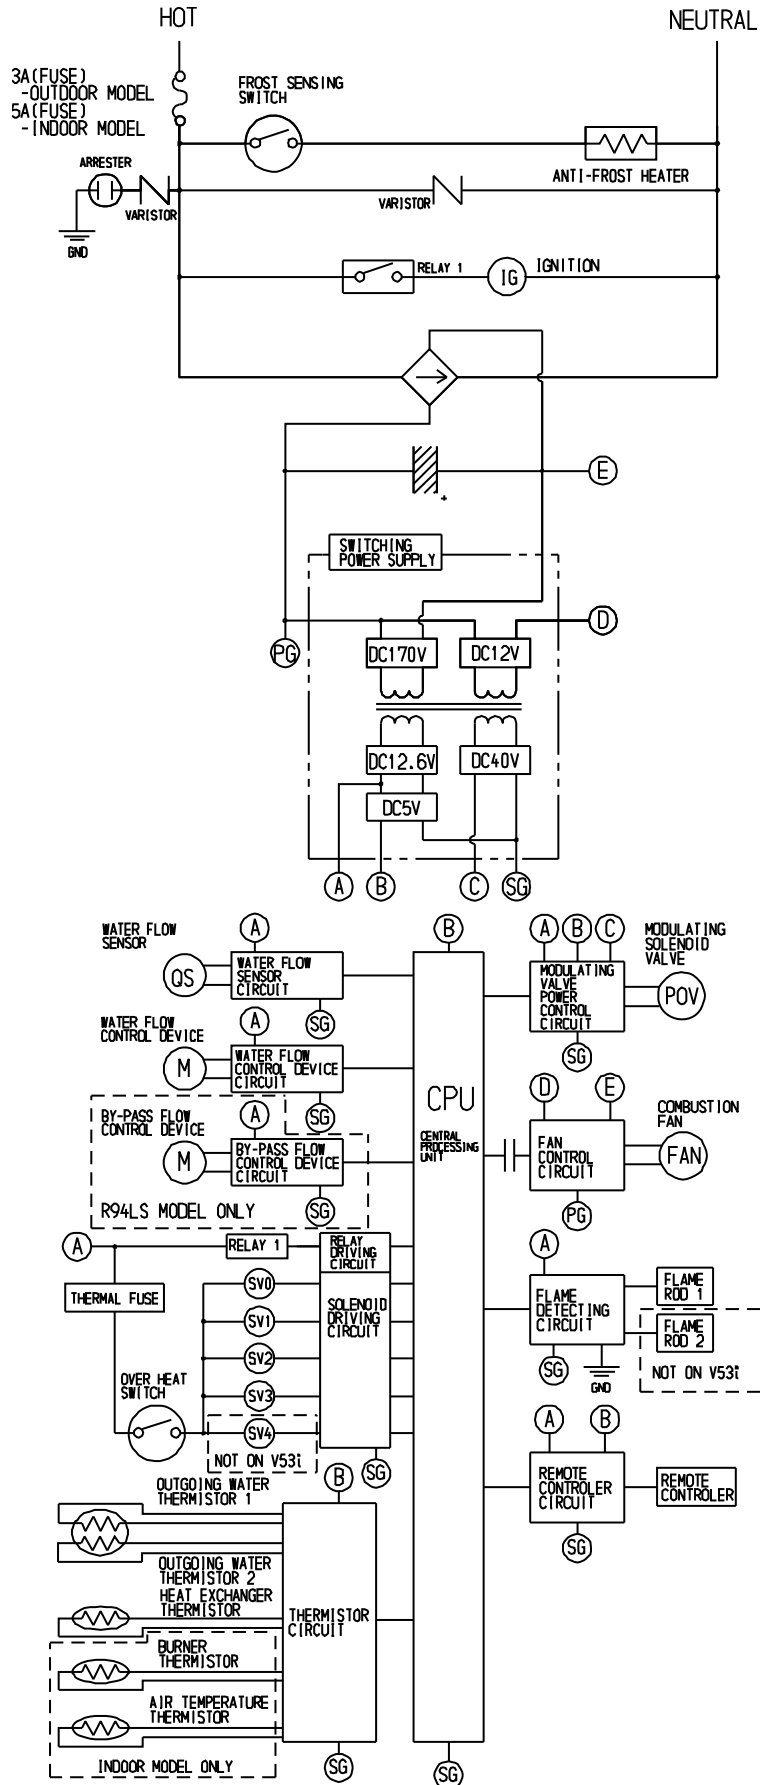 HOT
NEUTRAL
3A(FUSE)
-OUTDOOR MODEL
5A(FUSE)
-INDOOR MODEL
FROST SENSING
SWITCH
ARRESTER
VARISTOR
GND
VARISTOR
ANTI-FROST HEATER
RELAY 1
IG
IGNITION
E
+
SWITCHING
POWER SUPPLY
D
PG
DC170V
DC12V
DC12.6V
DC40V
DC5V
A
B
C
SG
WATER FLOW
SENSOR
A
QS
WATER FLOW
SENSOR
CIRCUIT
SG
WATER FLOW
CONTROL DEVICE
A
M
WATER FLOW
CONTROL DEVICE
CIRCUIT
SG
BY-PASS FLOW
CONTROL DEVICE
A
M
BY-PASS FLOW
CONTROL DEVICE
CIRCUIT
SG
R94LS MODEL ONLY
B
CPU
CENTRAL
PROCESSING
UNIT
SG
A
B
C
MODULATING
SOLENOID
VALVE
MODULATING
VALVE
POWER
CONTROL
CIRCUIT
POV
SG
D
E
COMBUSTION
FAN
FAN
CONTROL
CIRCUIT
FAN
PG
A
RELAY 1
RELAY
DRIVING
CIRCUIT
THERMAL FUSE
SV0
SV1
SV2
SV3
SV4
SOLENOID
DRIVING
CIRCUIT
OVER HEAT
SWITCH
NOT ON V53i
SG
A
FLAME
DETECTING
CIRCUIT
FLAME
ROD 1
FLAME
ROD 2
NOT ON V53i
SG
GND
A
B
REMOTE
CONTROLER
CIRCUIT
REMOTE
CONTROLER
SG
OUTGOING WATER
THERMISTOR 1
B
OUTGOING WATER
THERMISTOR 2
HEAT EXCHANGER
THERMISTOR
THERMISTOR
CIRCUIT
BURNER
THERMISTOR
AIR TEMPERATURE
THERMISTOR
INDOOR MODEL ONLY
SG